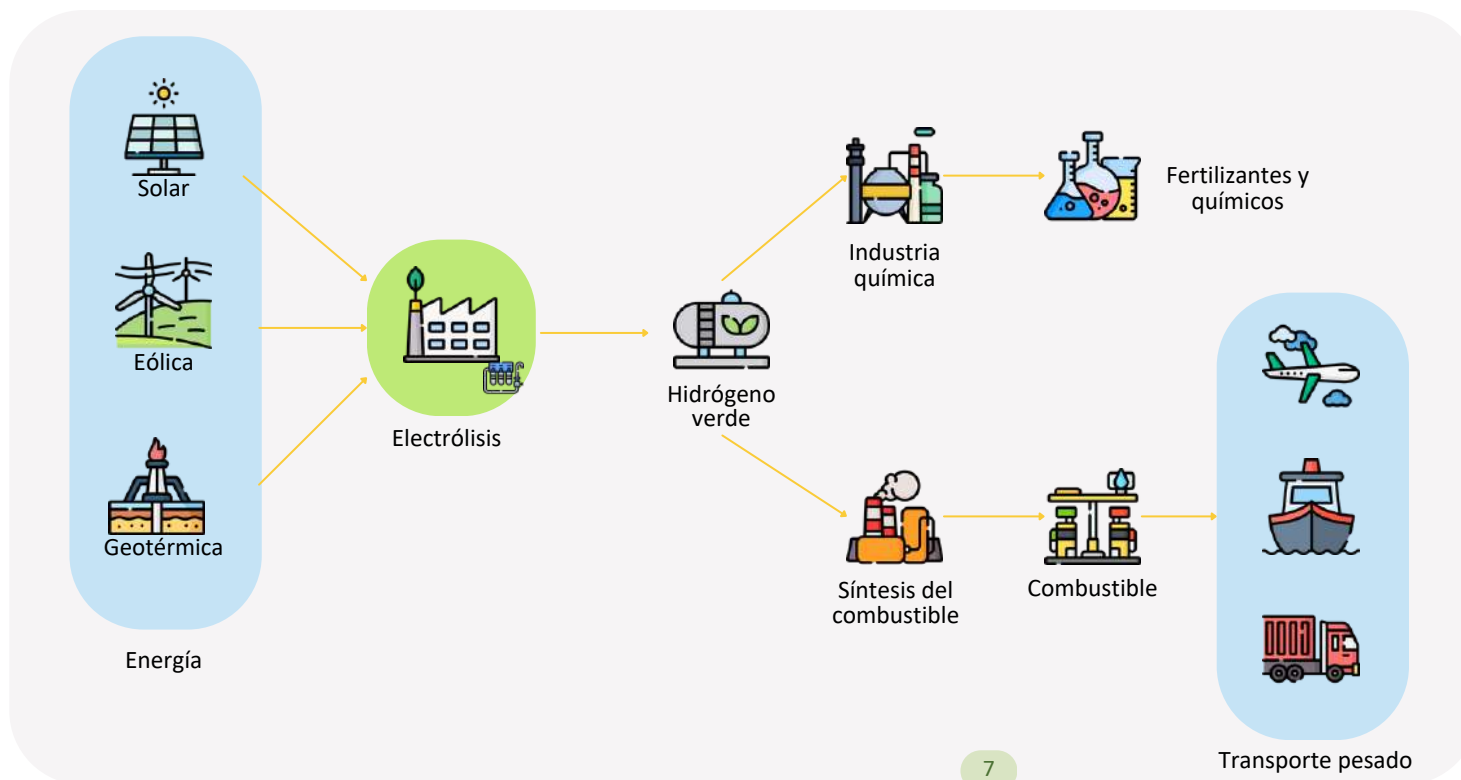 Solar
Eólica
Geotérmica
Energía
Electrólisis
Hidrógeno
verde
Industria
química
Fertilizantes y
químicos
Síntesis del
combustible
Combustible
Transporte pesado
7